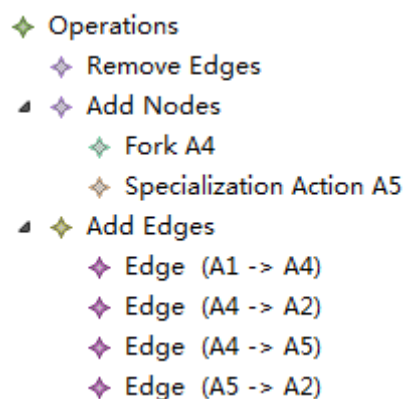 Operations
Remove Edges
Add Nodes
Fork A4
Specialization Action A5
Add Edges
Edge (A1 -> A4)
Edge (A4 -> A2)
Edge (A4 -> A5)
Edge (A5 -> A2)